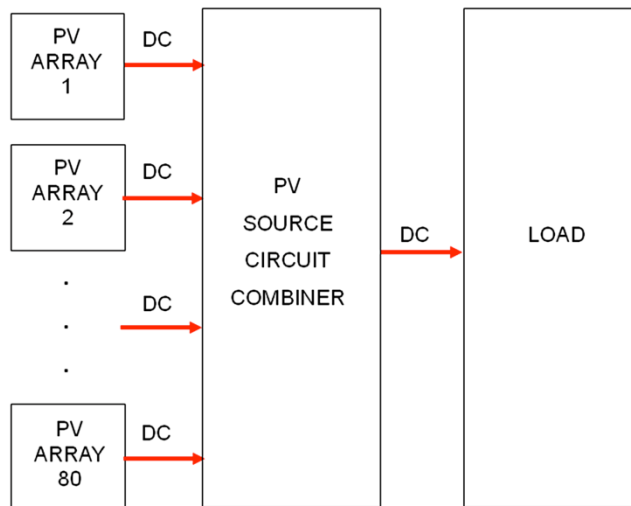 PV
ARRAY
1
DC
PV
ARRAY
2
DC
.
.
.
DC
PV
ARRAY
80
DC
PV
SOURCE
CIRCUIT
COMBINER
DC
LOAD